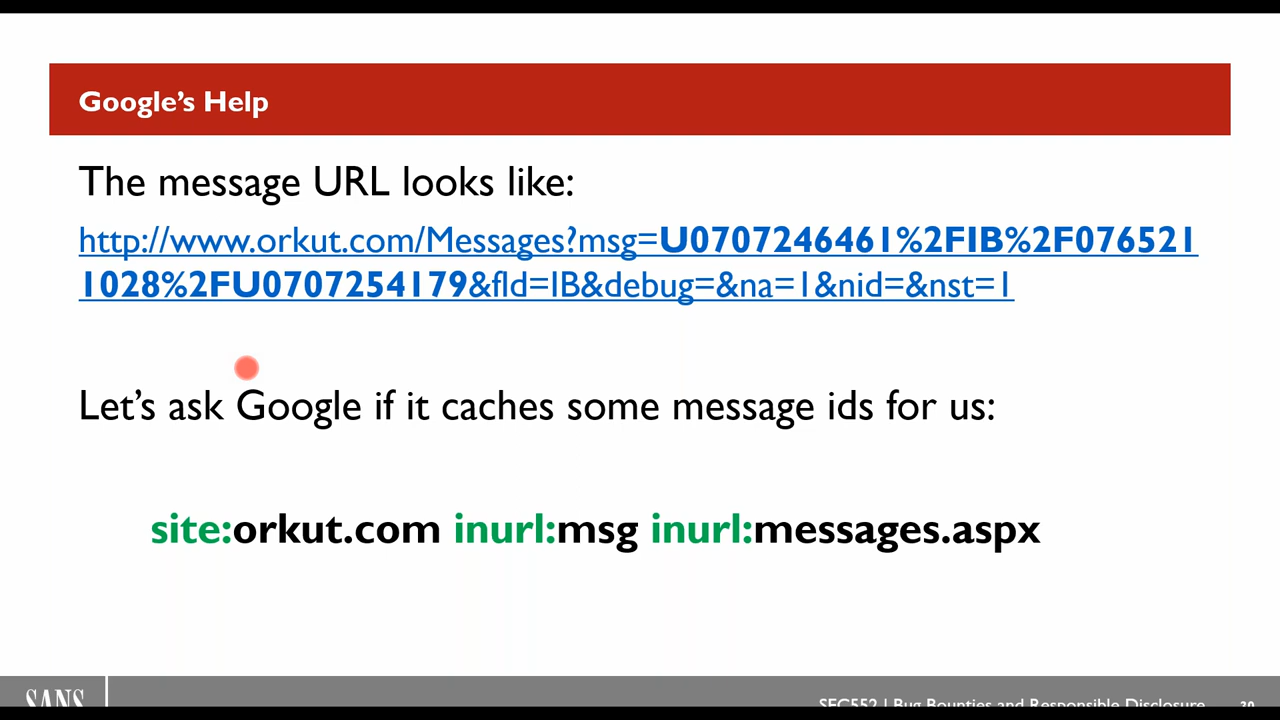 Google’s Help
The message URL looks like:
http://www.orkut.com/Messages?msg=U0707246461%2FIB%2F076521
1028%2FU0707254179&fld=IB&debug=&na=1&nid=&nst=1
Let’s ask Google if it caches some message ids for us:
site:orkut.com inurl:msg inurl:messages.aspx
SANS
SEC552 | Bug Bounties and Responsible Disclosure